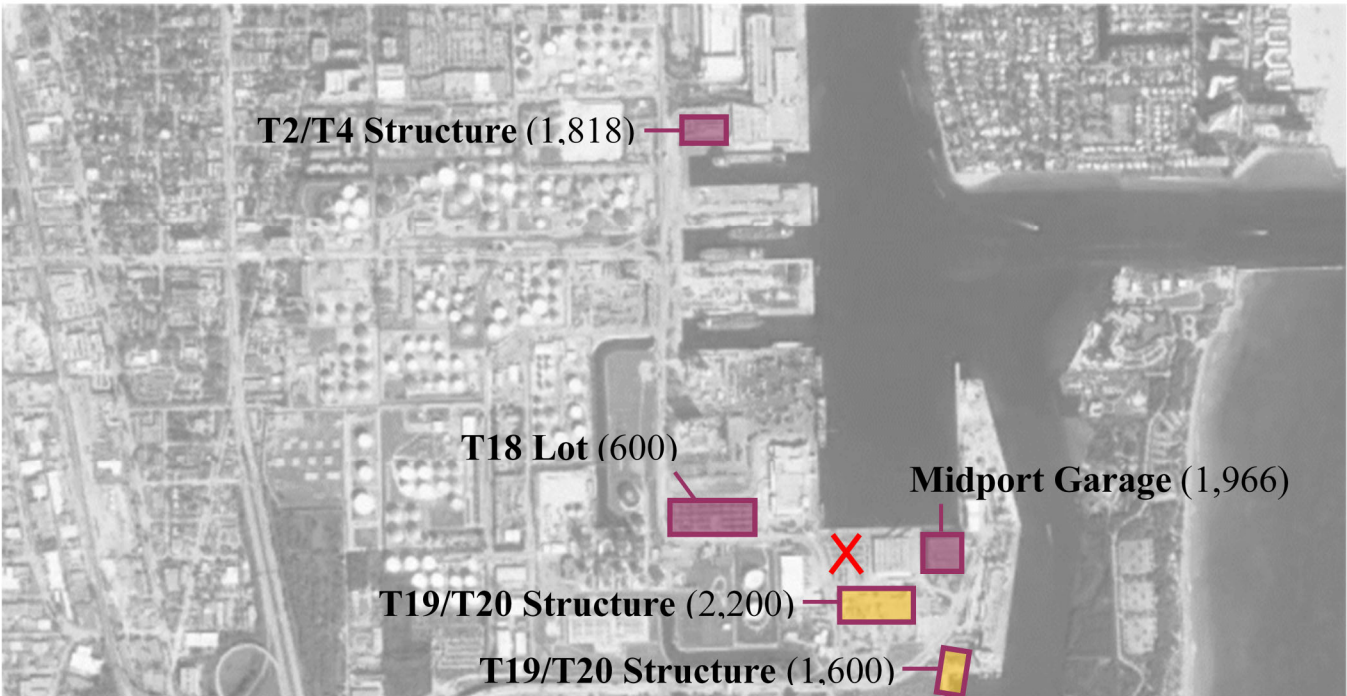 T2/T4 Structure (1,818)
T18 Lot (600)
Midport Garage (1,966)
T19/T20 Structure (2,200)
T19/T20 Structure (1,600)